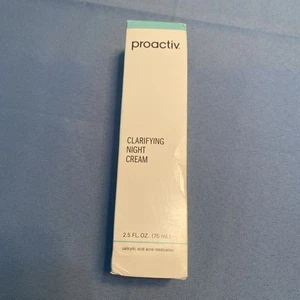 proactiv.
CLARIFYING
NIGHT
CREAM
2.5 FL. OZ. (75 mL)
salicylic acid acne medication